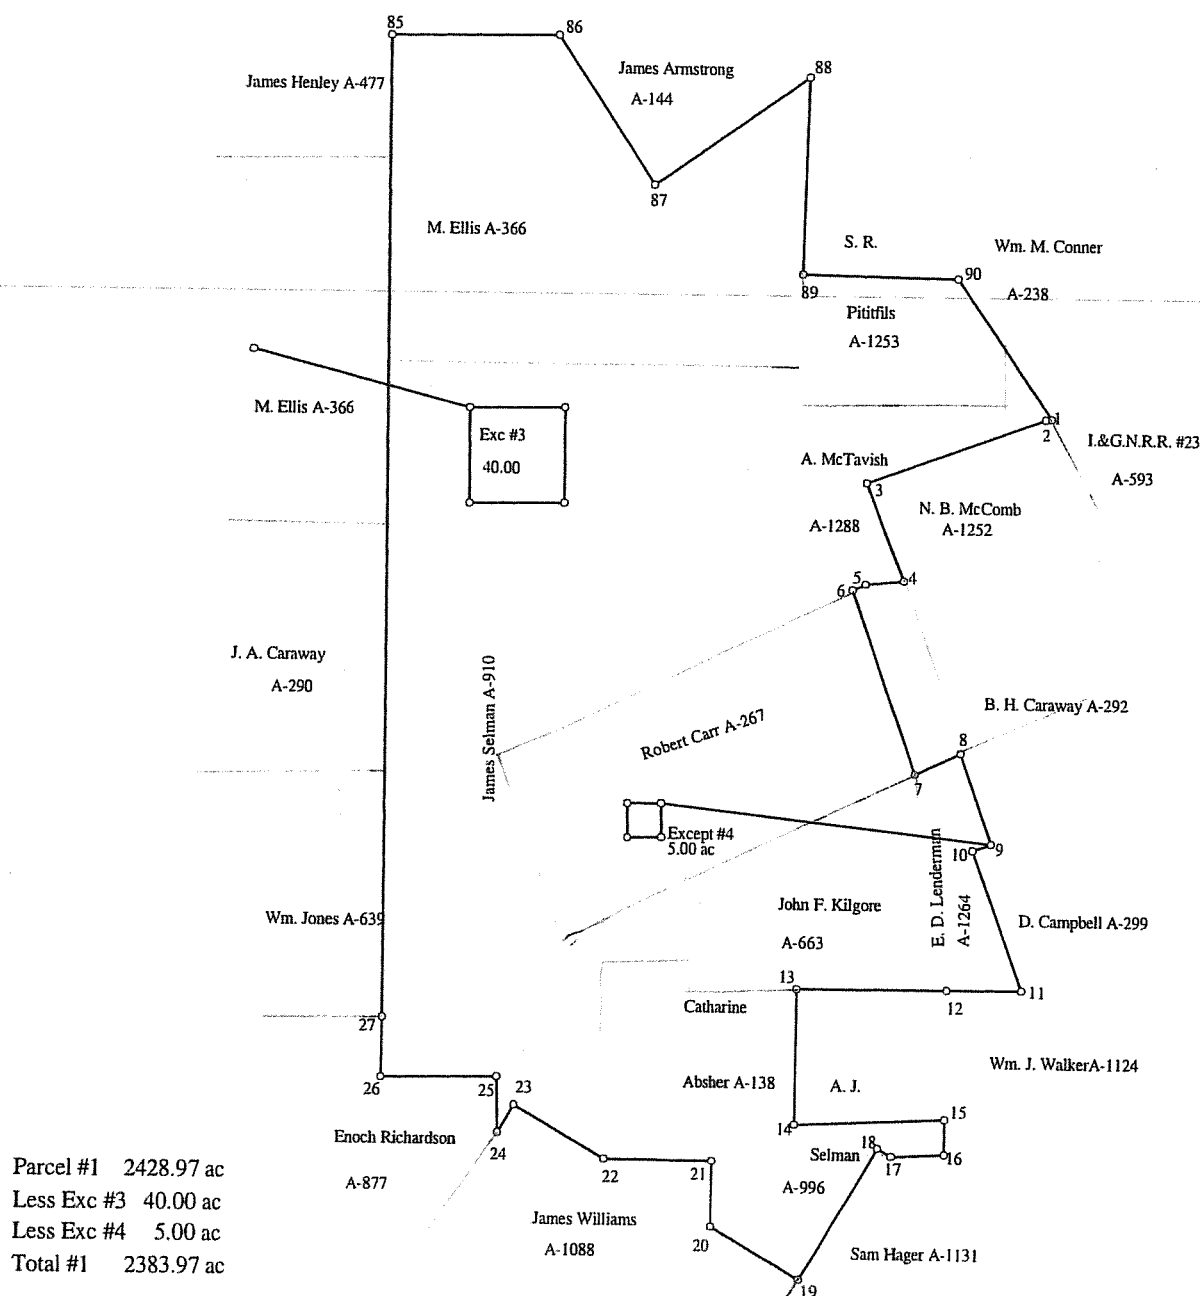 85
86
James Armstrong
88
James Henley A-477
A-144
87
M. Ellis A-366
S. R.
Wm. M. Conner
90
89
A-238
Pititfils
A-1253
M. Ellis A-366
Exc #3
40.00
1
2
I.&G.N.R.R. #23
A-593
A. McTavish
3
N. B. McComb
A-1252
A-1288
5
4
6
J. A. Caraway
A-290
James Selman A-910
Robert Carr A-267
B. H. Caraway A-292
8
7
Except #4
5.00 ac
9
10
E. D. Lenderman
A-1264
John F. Kilgore
A-663
D. Campbell A-299
Wm. Jones A-639
13
12
11
Catharine
27
Wm. J. WalkerA-1124
Absher A-138
A. J.
26
25
23
14
15
Enoch Richardson
24
18
Selman
17
16
Parcel #1 2428.97 ac
22
21
A-877
A-996
Less Exc #3 40.00 ac
James Williams
Less Exc #4 5.00 ac
A-1088
20
Sam Hager A-1131
Total #1 2383.97 ac
19